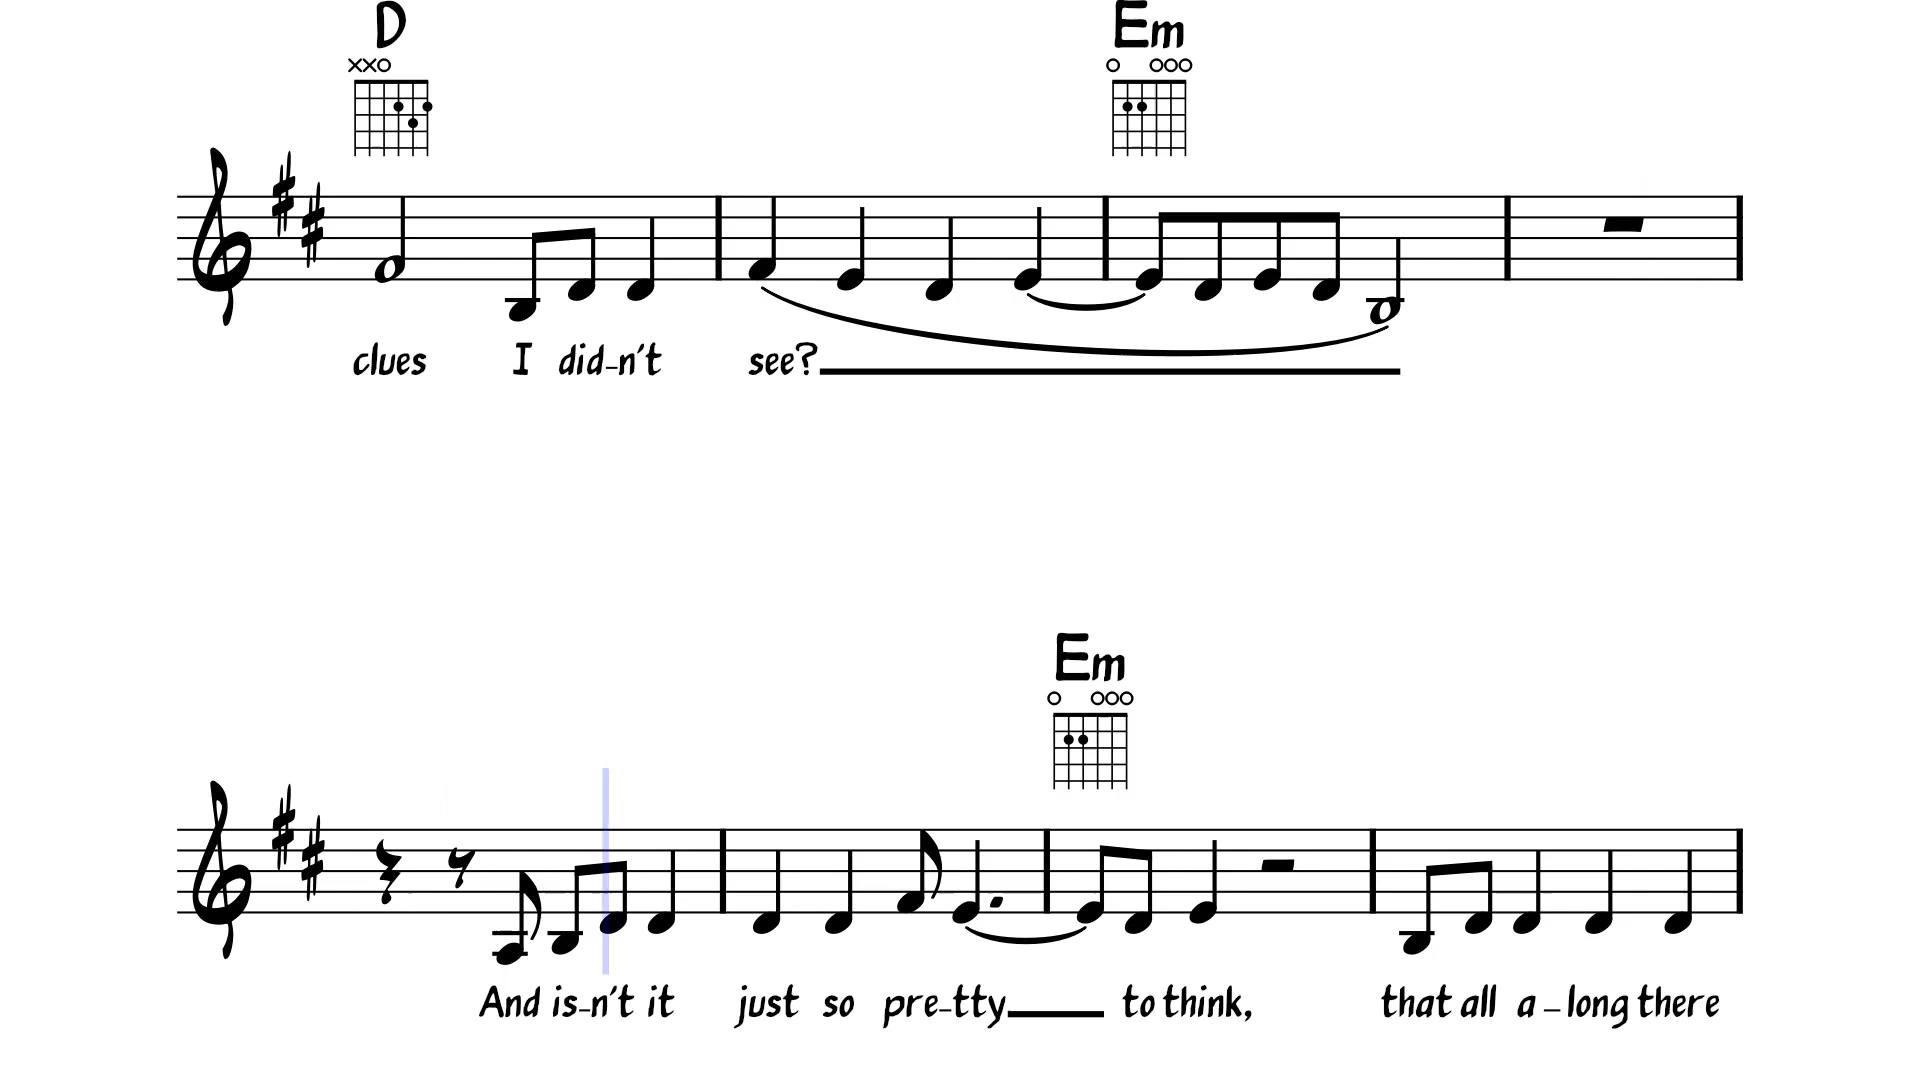 D Em
clues I did-n't see?
Em
And is-n't it just so pre-tty to think, that all a-long there